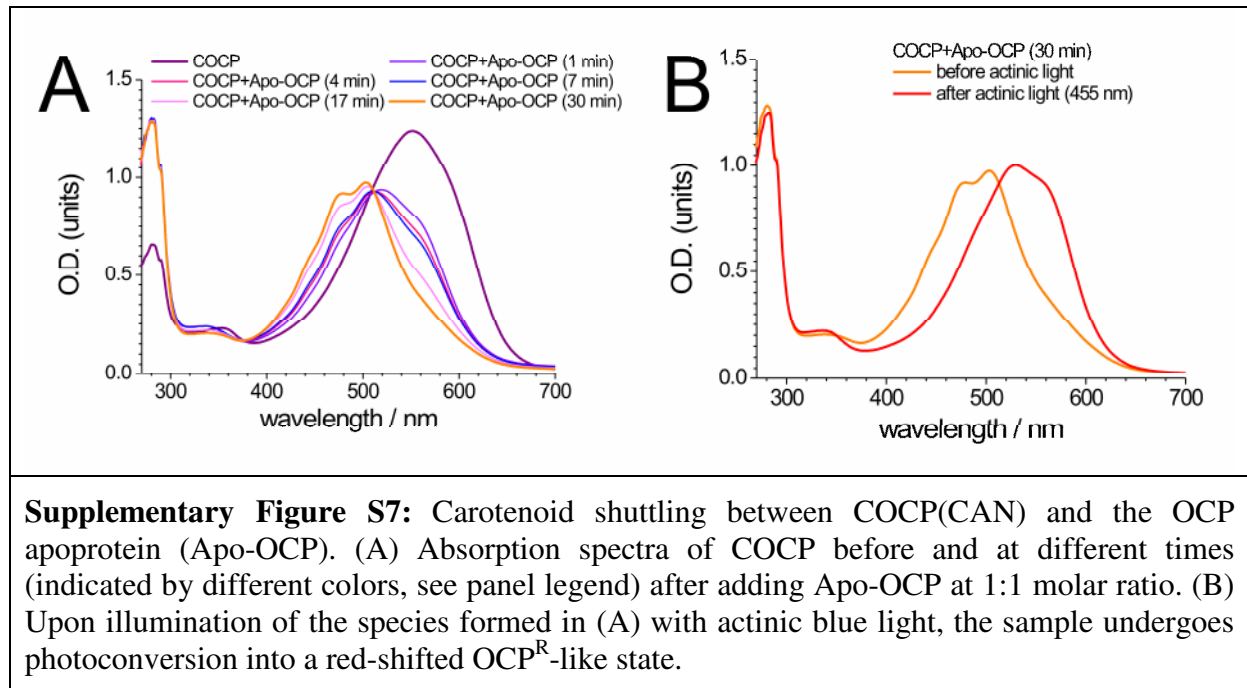 A
COCP
COCP+Apo-OCP (1 min)
COCP+Apo-OCP (4 min)
COCP+Apo-OCP (7 min)
COCP+Apo-OCP (17 min)
COCP+Apo-OCP (30 min)
1.5
1.0
0.5
0.0
O.D. (units)
300 400 500 600 700
wavelength / nm
B
COCP+Apo-OCP (30 min)
before actinic light
after actinic light (455 nm)
1.5
1.0
0.5
0.0
O.D. (units)
300 400 500 600 700
wavelength / nm
Supplementary Figure S7: Carotenoid shuttling between COCP(CAN) and the OCP
apoprotein (Apo-OCP). (A) Absorption spectra of COCP before and at different times
(indicated by different colors, see panel legend) after adding Apo-OCP at 1:1 molar ratio. (B)
Upon illumination of the species formed in (A) with actinic blue light, the sample undergoes
photoconversion into a red-shifted OCP^R-like state.